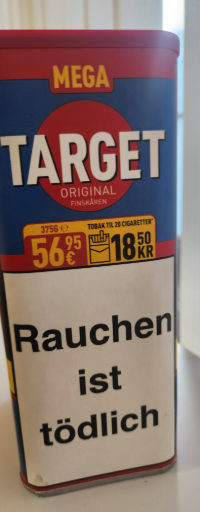 MEGA
TARGET
ORIGINAL
FINSKÅREN
375G e
TOBAK TIL 20 CIGARETTER*
56,95 €
18,50 KR
Rauchen
ist
tödlich